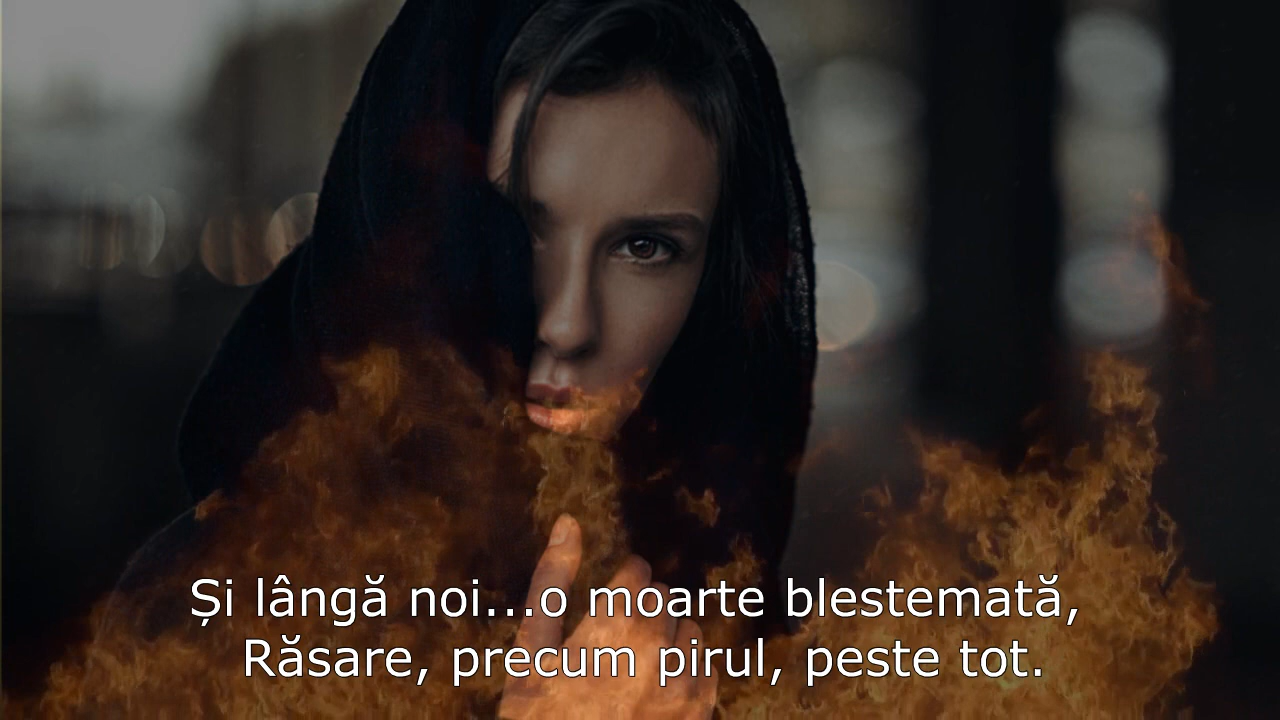 Și lângă noi...o moarte blestemată,
Răsare, precum pirul, peste tot.